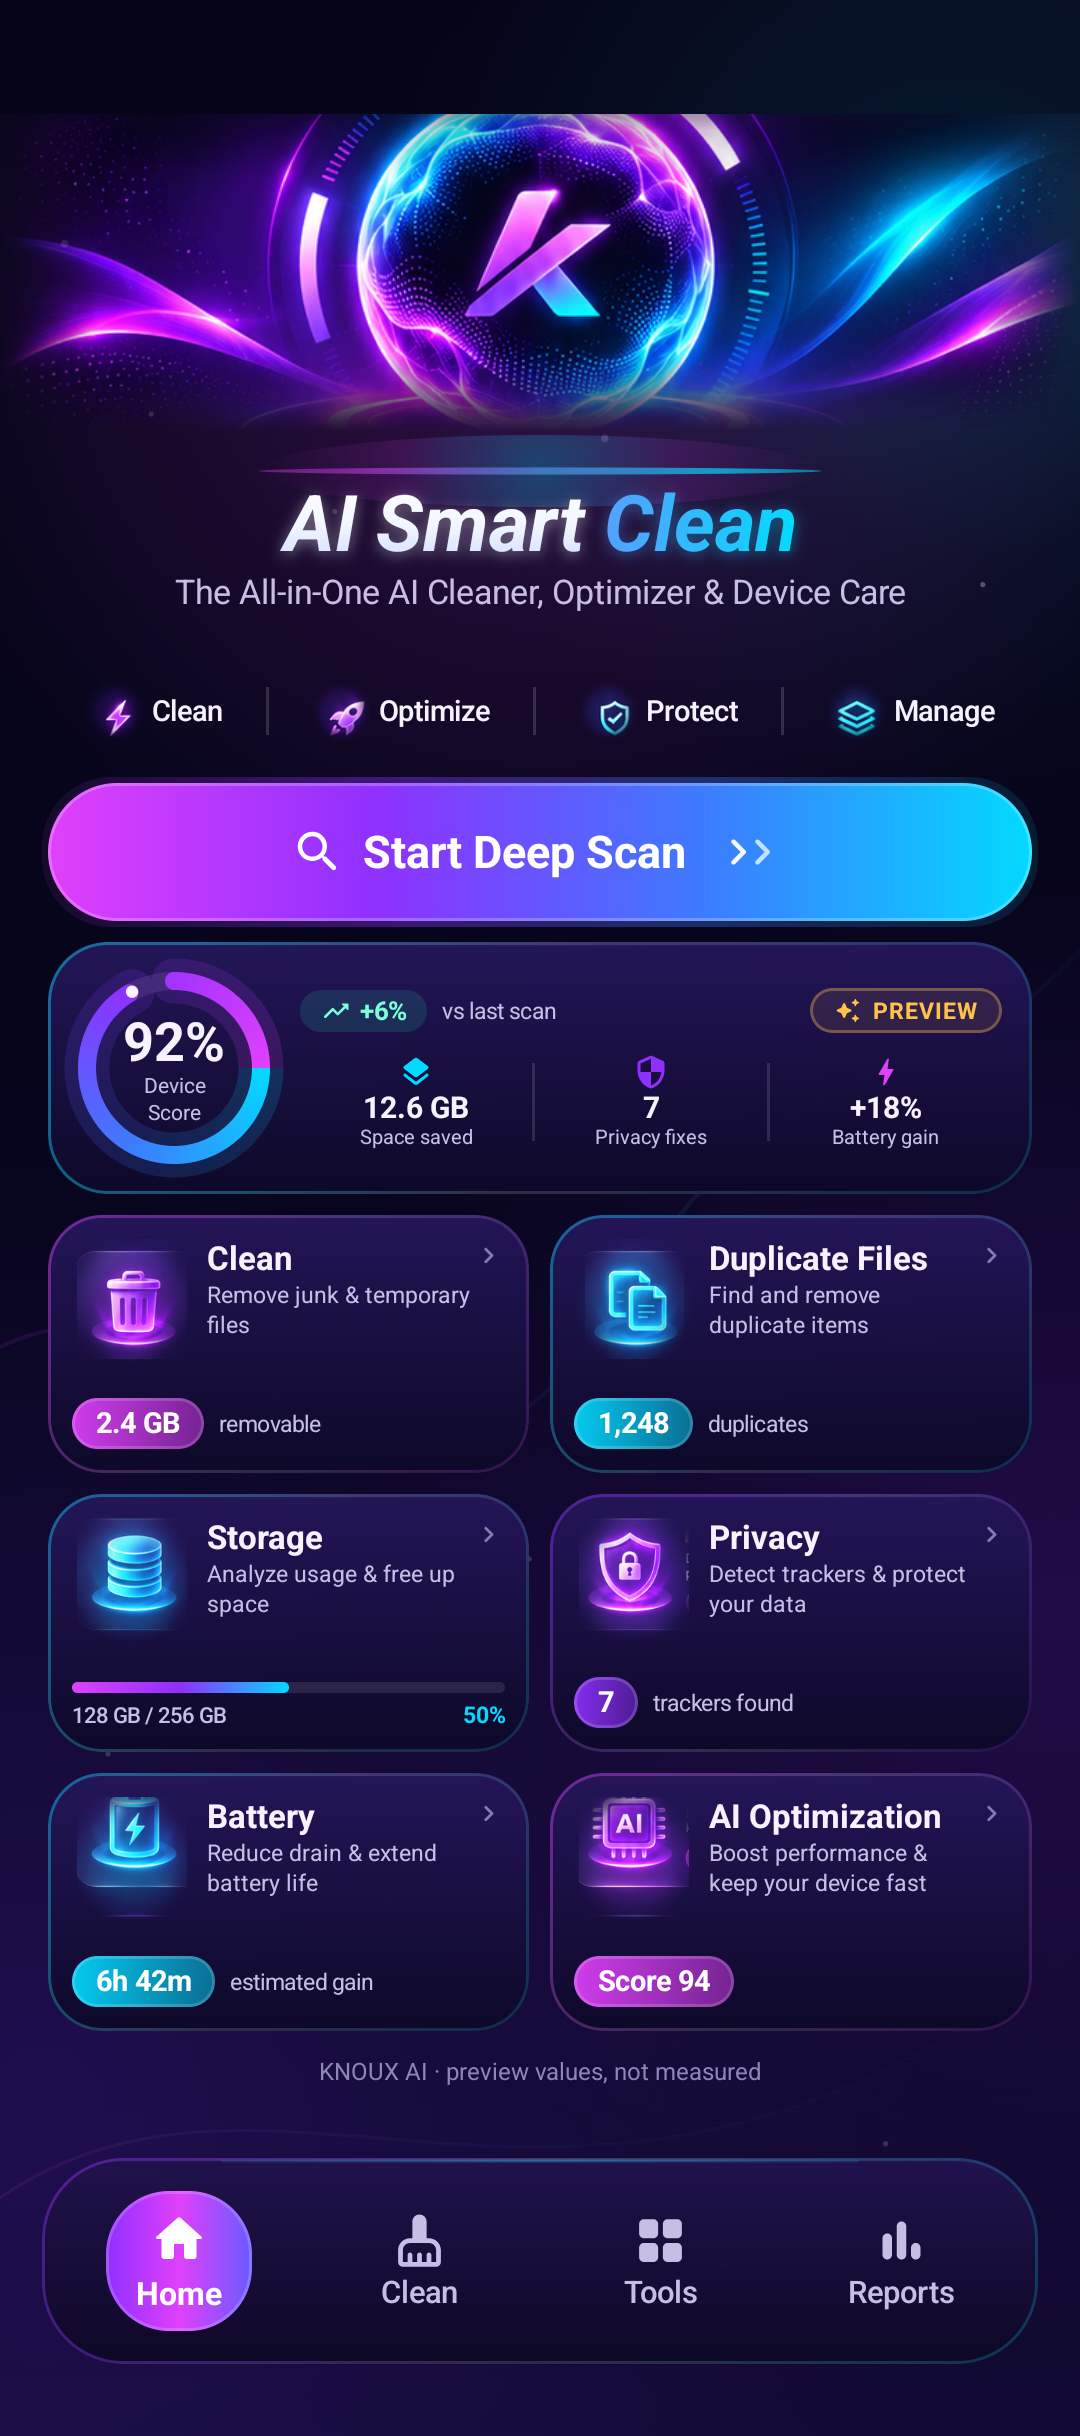 K
AI Smart Clean
The All-in-One AI Cleaner, Optimizer & Device Care
Clean
Optimize
Protect
Manage
Start Deep Scan
92%
Device
Score
+6%
vs last scan
PREVIEW
12.6 GB
Space saved
7
Privacy fixes
+18%
Battery gain
Clean
Remove junk & temporary
files
2.4 GB
removable
Duplicate Files
Find and remove
duplicate items
1,248
duplicates
Storage
Analyze usage & free up
space
128 GB / 256 GB
50%
Privacy
Detect trackers & protect
your data
7
trackers found
Battery
Reduce drain & extend
battery life
6h 42m
estimated gain
AI
AI Optimization
Boost performance &
keep your device fast
Score 94
KNOUX AI · preview values, not measured
Home
Clean
Tools
Reports